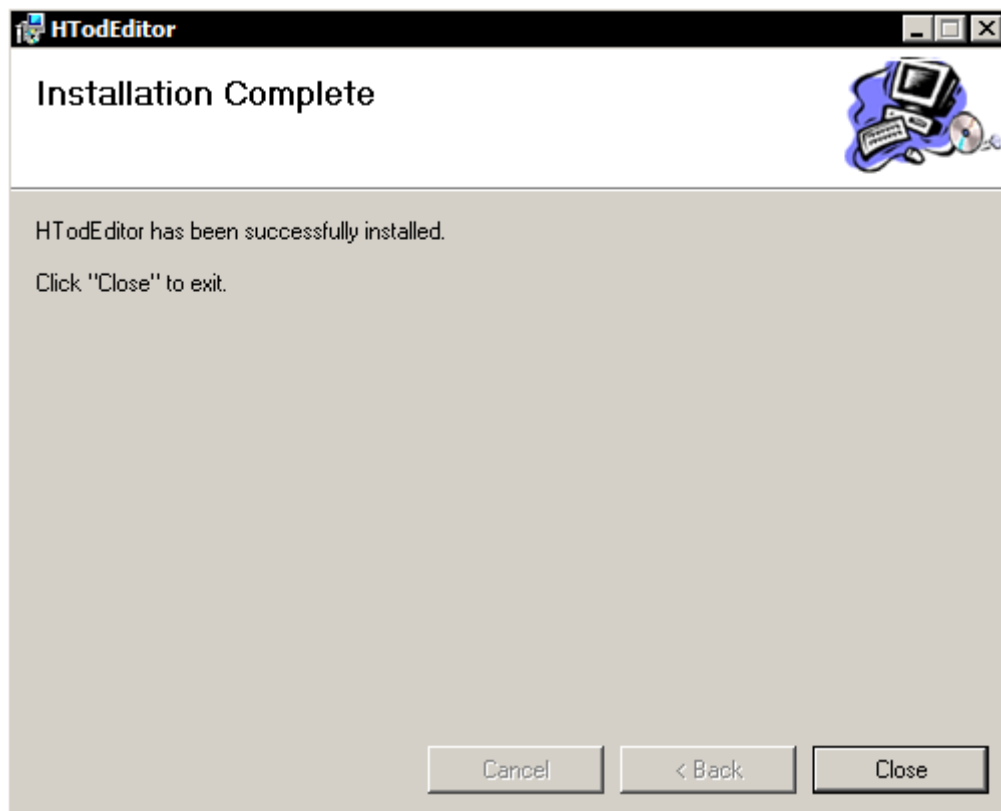 HTodEditor
Installation Complete
HTodEditor has been successfully installed.
Click "Close" to exit.
Cancel
< Back
Close